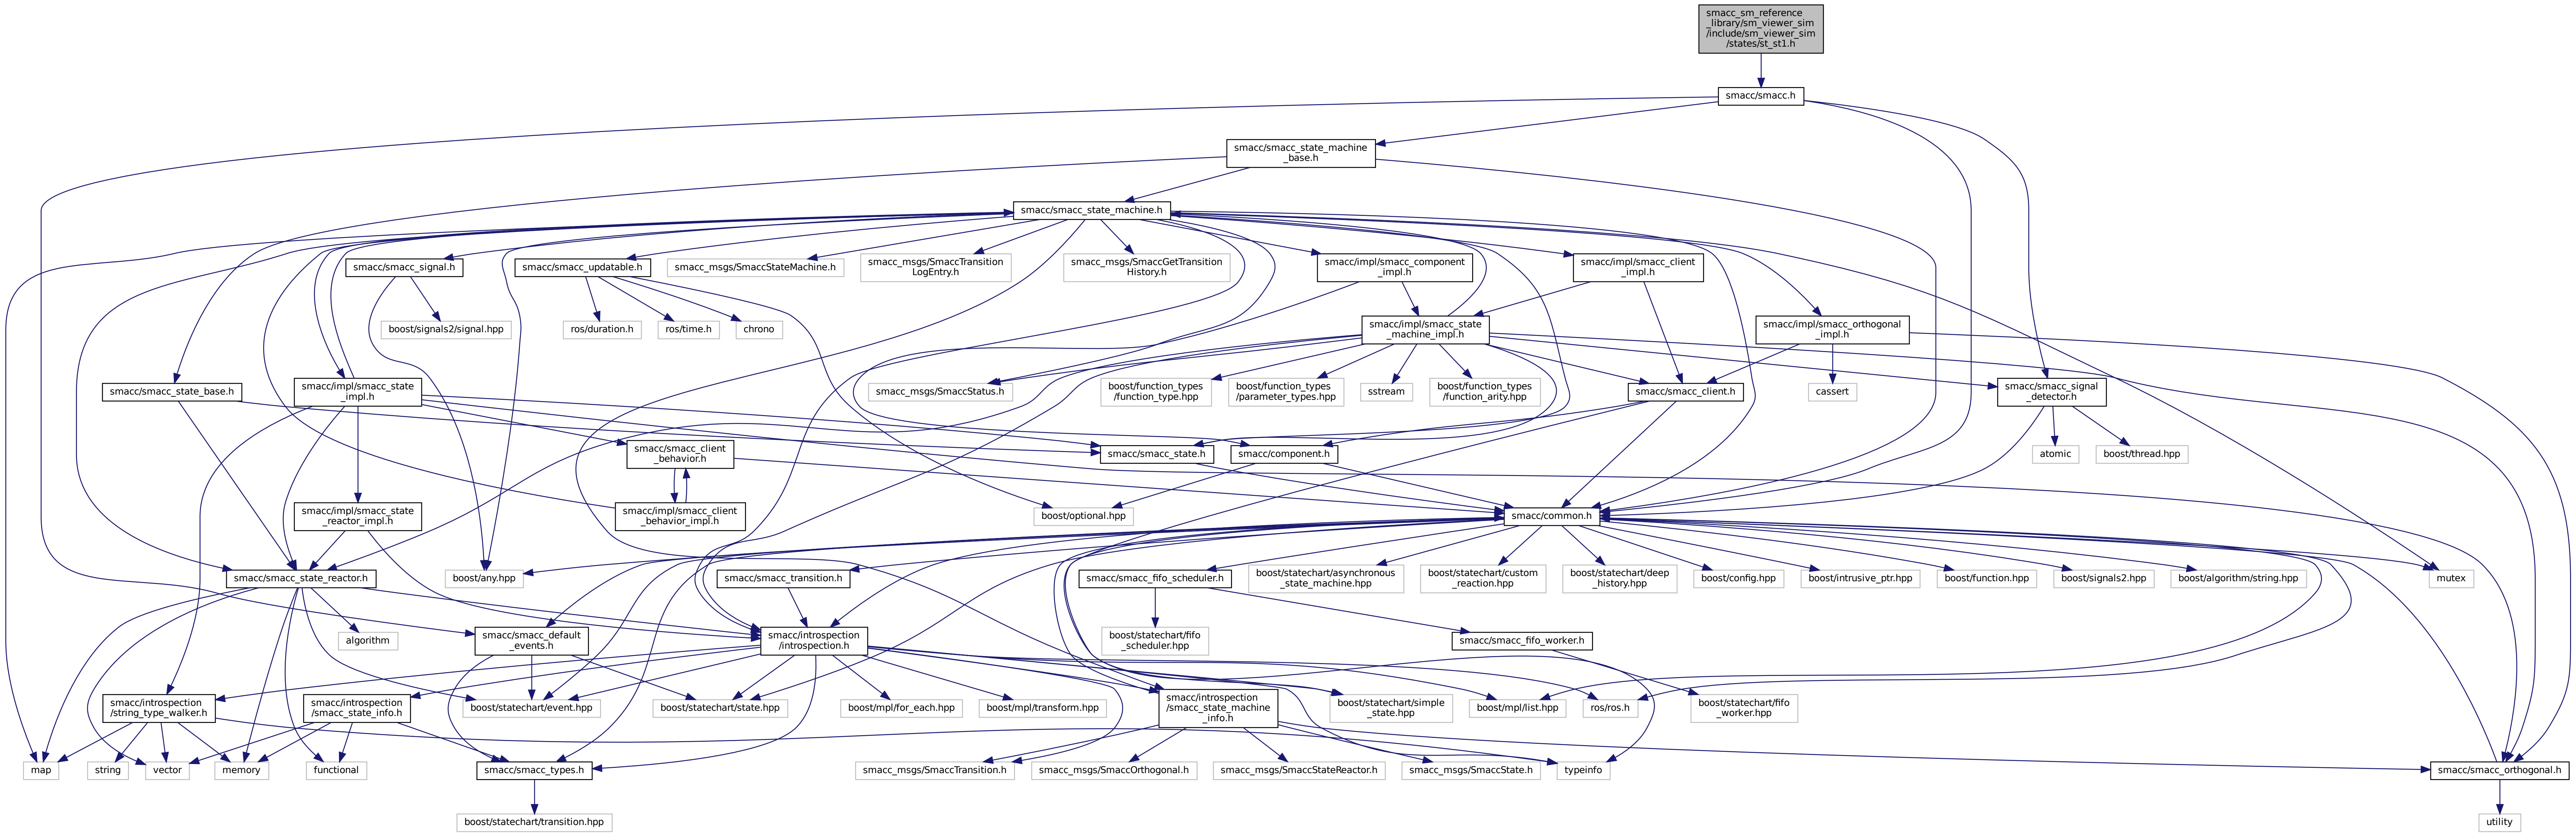 smacc_sm_reference
_library/sm_viewer_sim
/include/sm_viewer_sim
/states/st_st1.h
smacc/smacc.h
smacc/smacc_state_machine
_base.h
smacc/smacc_state_machine.h
smacc/smacc_signal.h
smacc/smacc_updatable.h
smacc_msgs/SmaccStateMachine.h
smacc_msgs/SmaccTransition
LogEntry.h
smacc_msgs/SmaccGetTransition
History.h
smacc/impl/smacc_component
_impl.h
smacc/impl/smacc_client
_impl.h
boost/signals2/signal.hpp
ros/duration.h
ros/time.h
chrono
smacc/impl/smacc_state
_machine_impl.h
smacc/impl/smacc_orthogonal
_impl.h
smacc/smacc_state_base.h
smacc/impl/smacc_state
_impl.h
smacc_msgs/SmaccStatus.h
boost/function_types
/function_type.hpp
boost/function_types
/parameter_types.hpp
sstream
boost/function_types
/function_arity.hpp
smacc/smacc_client.h
cassert
smacc/smacc_signal
_detector.h
smacc/smacc_client
_behavior.h
smacc/smacc_state.h
smacc/component.h
atomic
boost/thread.hpp
smacc/impl/smacc_state
_reactor_impl.h
smacc/impl/smacc_client
_behavior_impl.h
boost/optional.hpp
smacc/common.h
smacc/smacc_state_reactor.h
boost/any.hpp
smacc/smacc_transition.h
smacc/smacc_fifo_scheduler.h
boost/statechart/asynchronous
_state_machine.hpp
boost/statechart/custom
_reaction.hpp
boost/statechart/deep
_history.hpp
boost/config.hpp
boost/intrusive_ptr.hpp
boost/function.hpp
boost/signals2.hpp
boost/algorithm/string.hpp
mutex
algorithm
smacc/smacc_default
_events.h
smacc/introspection
/introspection.h
boost/statechart/fifo
_scheduler.hpp
smacc/smacc_fifo_worker.h
smacc/introspection
/string_type_walker.h
smacc/introspection
/smacc_state_info.h
boost/statechart/event.hpp
boost/statechart/state.hpp
boost/mpl/for_each.hpp
boost/mpl/transform.hpp
smacc/introspection
/smacc_state_machine
_info.h
boost/statechart/simple
_state.hpp
boost/mpl/list.hpp
ros/ros.h
boost/statechart/fifo
_worker.hpp
map
string
vector
memory
functional
smacc/smacc_types.h
smacc_msgs/SmaccTransition.h
smacc_msgs/SmaccOrthogonal.h
smacc_msgs/SmaccStateReactor.h
smacc_msgs/SmaccState.h
typeinfo
smacc/smacc_orthogonal.h
boost/statechart/transition.hpp
utility